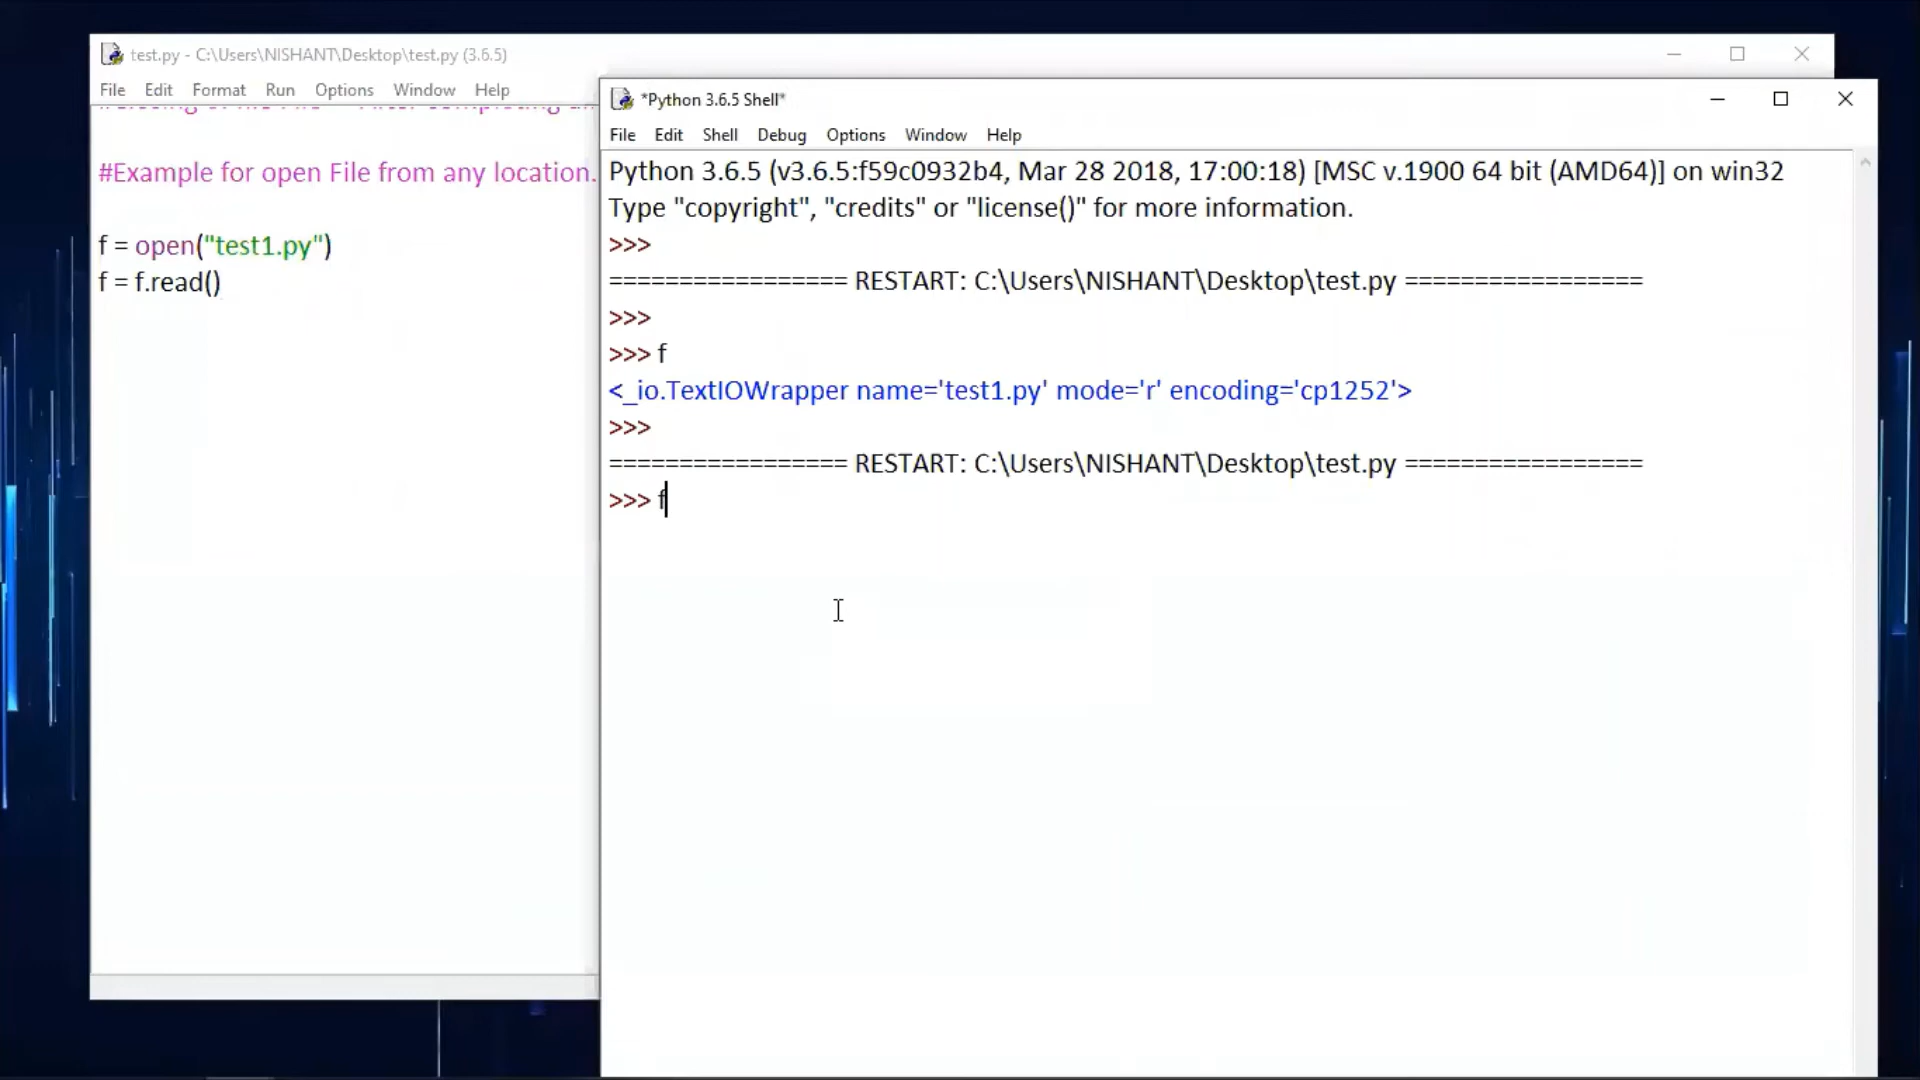 test.py - C:\Users\NISHANT\Desktop\test.py (3.6.5)
File Edit Format Run Options Window Help
#Example for open File from any location.
f = open("test1.py")
f = f.read()
*Python 3.6.5 Shell*
File Edit Shell Debug Options Window Help
Python 3.6.5 (v3.6.5:f59c0932b4, Mar 28 2018, 17:00:18) [MSC v.1900 64 bit (AMD64)] on win32
Type "copyright", "credits" or "license()" for more information.
>>>
================= RESTART: C:\Users\NISHANT\Desktop\test.py =================
>>>
>>> f
<_io.TextIOWrapper name='test1.py' mode='r' encoding='cp1252'>
>>>
================= RESTART: C:\Users\NISHANT\Desktop\test.py =================
>>> f